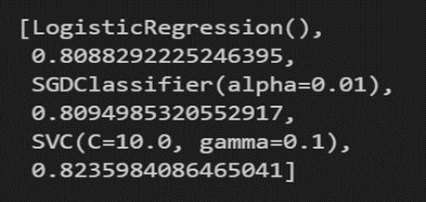 [LogisticRegression(),
0.8088292225246395,
SGDClassifier(alpha=0.01),
0.8094985320552917,
SVC(C=10.0, gamma=0.1),
0.8235984086465041]